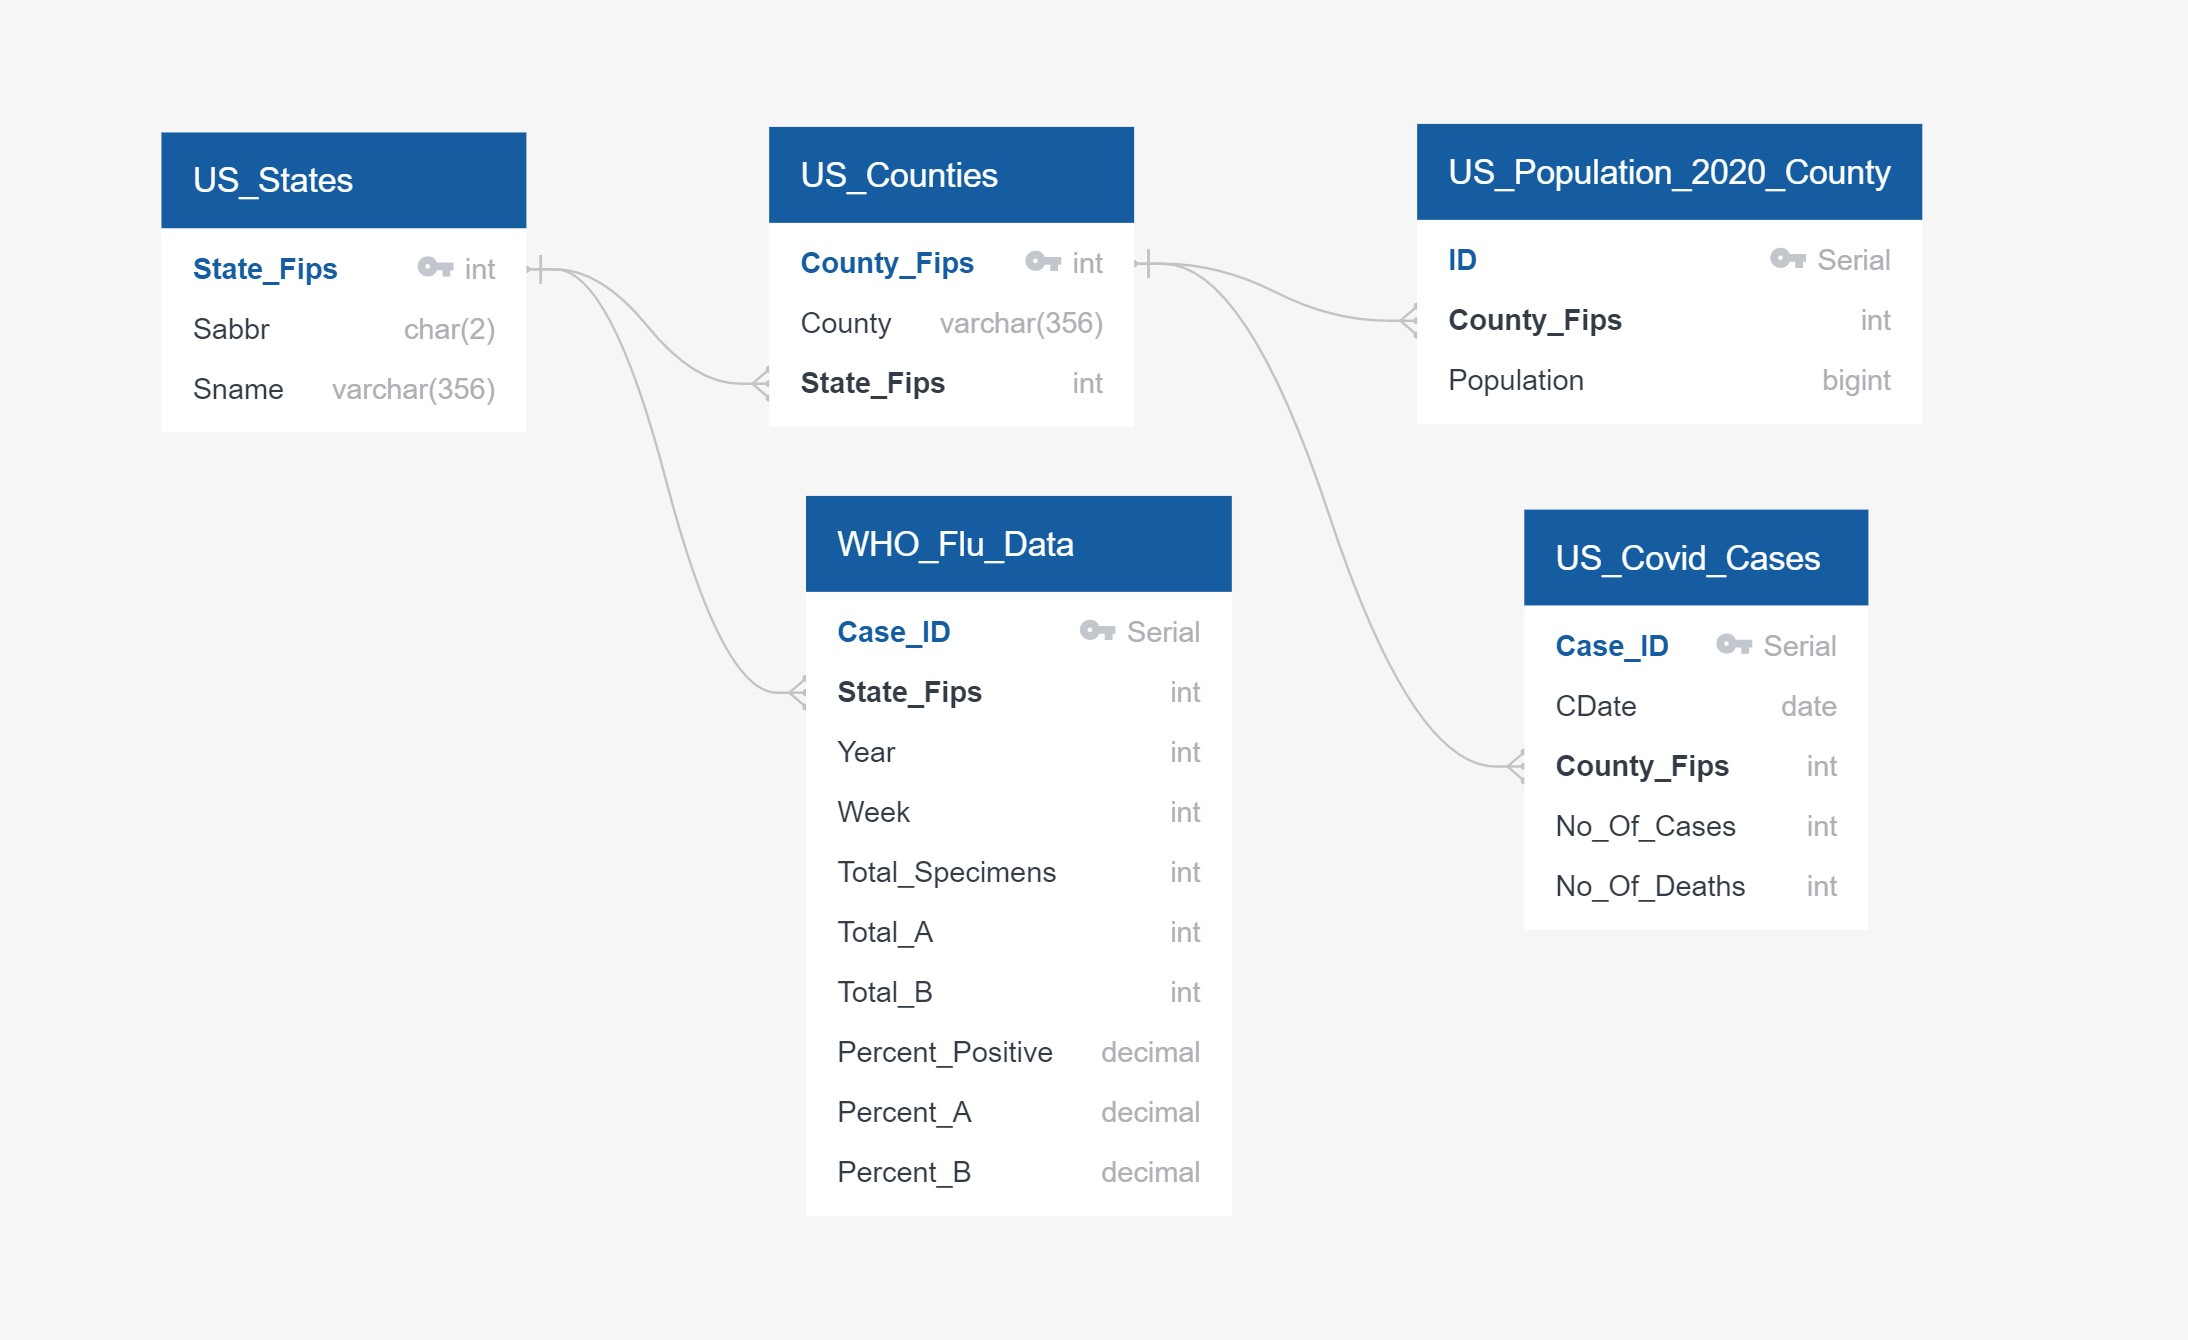 US_States
State_Fips int
Sabbr char(2)
Sname varchar(356)
US_Counties
County_Fips int
County varchar(356)
State_Fips int
US_Population_2020_County
ID Serial
County_Fips int
Population bigint
WHO_Flu_Data
Case_ID Serial
State_Fips int
Year int
Week int
Total_Specimens int
Total_A int
Total_B int
Percent_Positive decimal
Percent_A decimal
Percent_B decimal
US_Covid_Cases
Case_ID Serial
CDate date
County_Fips int
No_Of_Cases int
No_Of_Deaths int